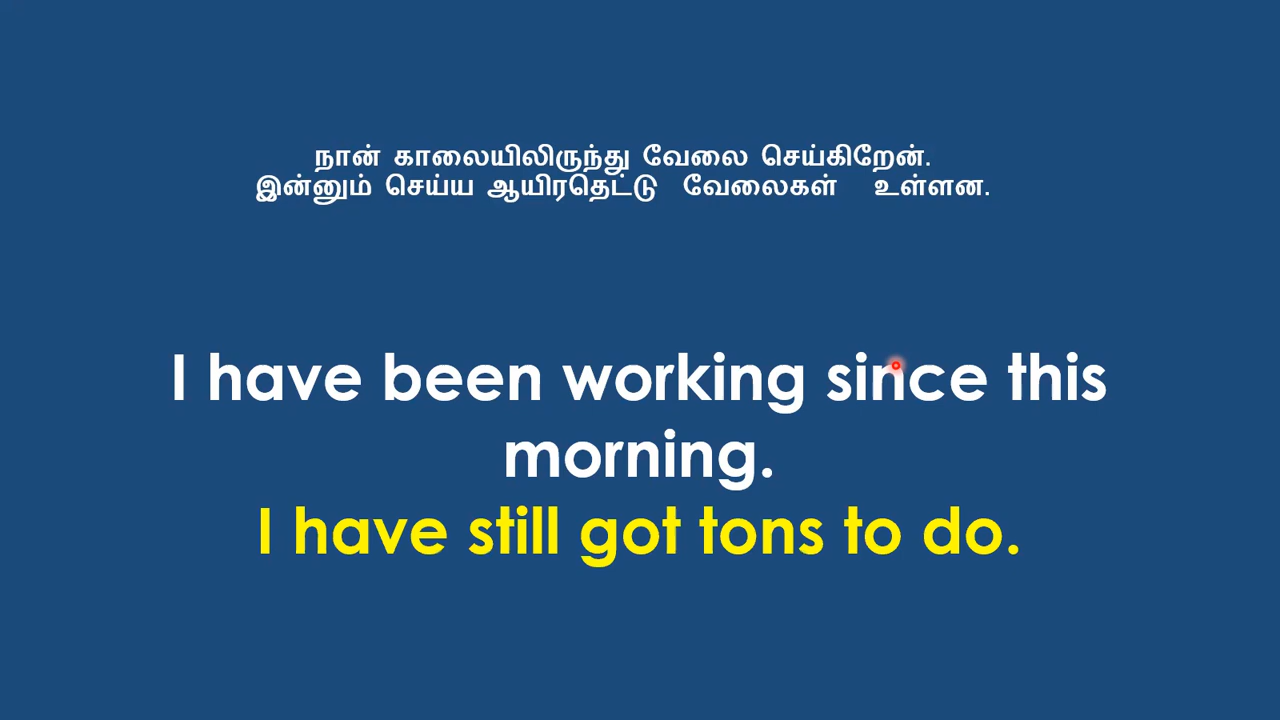 நான் காலையிலிருந்து வேலை செய்கிறேன்.
இன்னும் செய்ய ஆயிரதெட்டு வேலைகள் உள்ளன.
I have been working since this
morning.
I have still got tons to do.